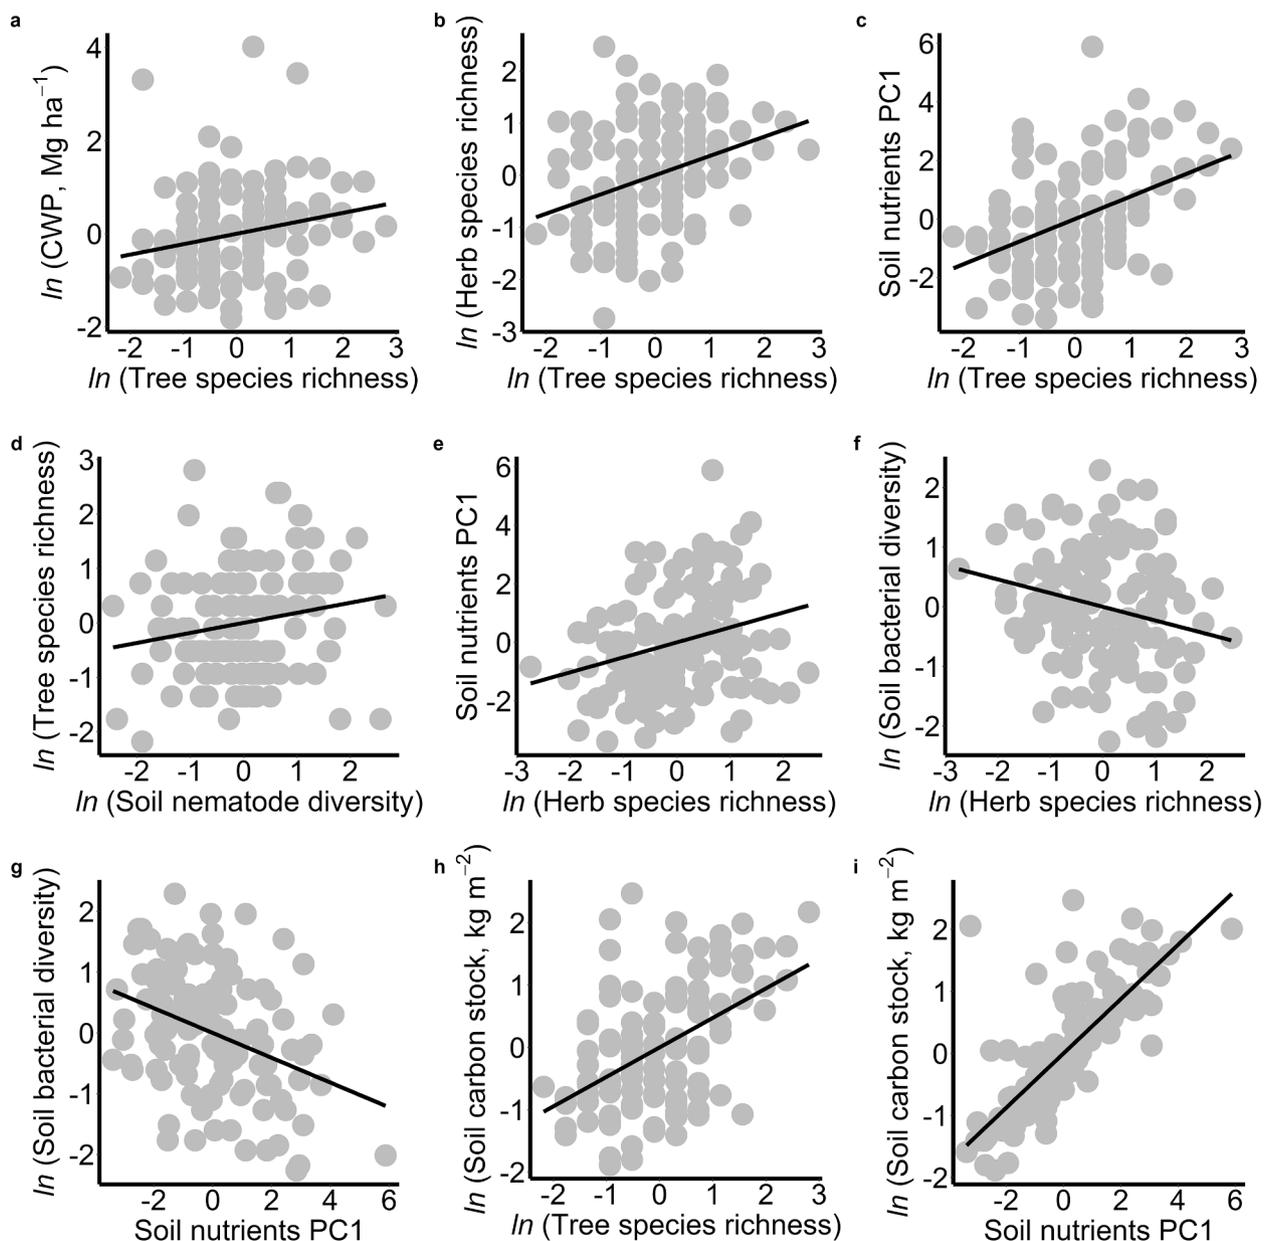 a
ln (CWP, Mg ha−1)
4
2
0
-2
-2 -1 0 1 2 3
ln (Tree species richness)
b
ln (Herb species richness)
2
1
0
-1
-2
-3
-2 -1 0 1 2 3
ln (Tree species richness)
c
Soil nutrients PC1
6
4
2
0
-2
-2 -1 0 1 2 3
ln (Tree species richness)
d
ln (Tree species richness)
3
2
1
0
-1
-2
-2 -1 0 1 2
ln (Soil nematode diversity)
e
Soil nutrients PC1
6
4
2
0
-2
-3 -2 -1 0 1 2
ln (Herb species richness)
f
ln (Soil bacterial diversity)
2
1
0
-1
-2
-3 -2 -1 0 1 2
ln (Herb species richness)
g
ln (Soil bacterial diversity)
2
1
0
-1
-2
-2 0 2 4 6
Soil nutrients PC1
h
ln (Soil carbon stock, kg m−2)
2
1
0
-1
-2
-2 -1 0 1 2 3
ln (Tree species richness)
i
ln (Soil carbon stock, kg m−2)
2
1
0
-1
-2
-2 0 2 4 6
Soil nutrients PC1